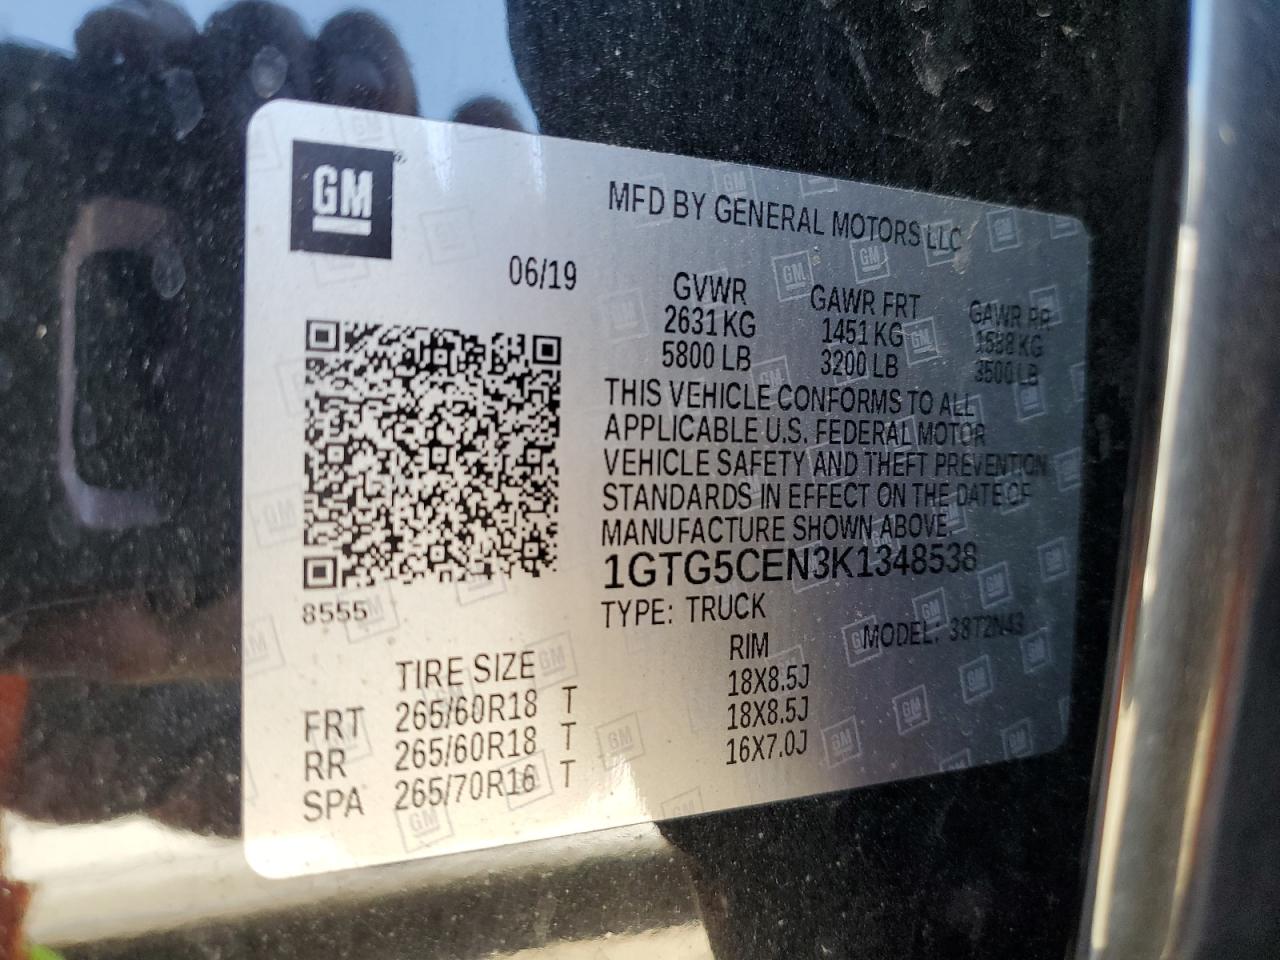 GM
MFD BY GENERAL MOTORS LLC
06/19
GVWR GAWR FRT GAWR RR
2631 KG 1451 KG 1588 KG
5800 LB 3200 LB 3500 LB
THIS VEHICLE CONFORMS TO ALL
APPLICABLE U.S. FEDERAL MOTOR
VEHICLE SAFETY AND THEFT PREVENTION
STANDARDS IN EFFECT ON THE DATE OF
MANUFACTURE SHOWN ABOVE.
1GTG5CEN3K1348538
8555
TYPE: TRUCK
MODEL: 38T2N43
TIRE SIZE RIM
FRT 265/60R18 T 18X8.5J
RR 265/60R18 T 18X8.5J
SPA 265/70R16 T 16X7.0J